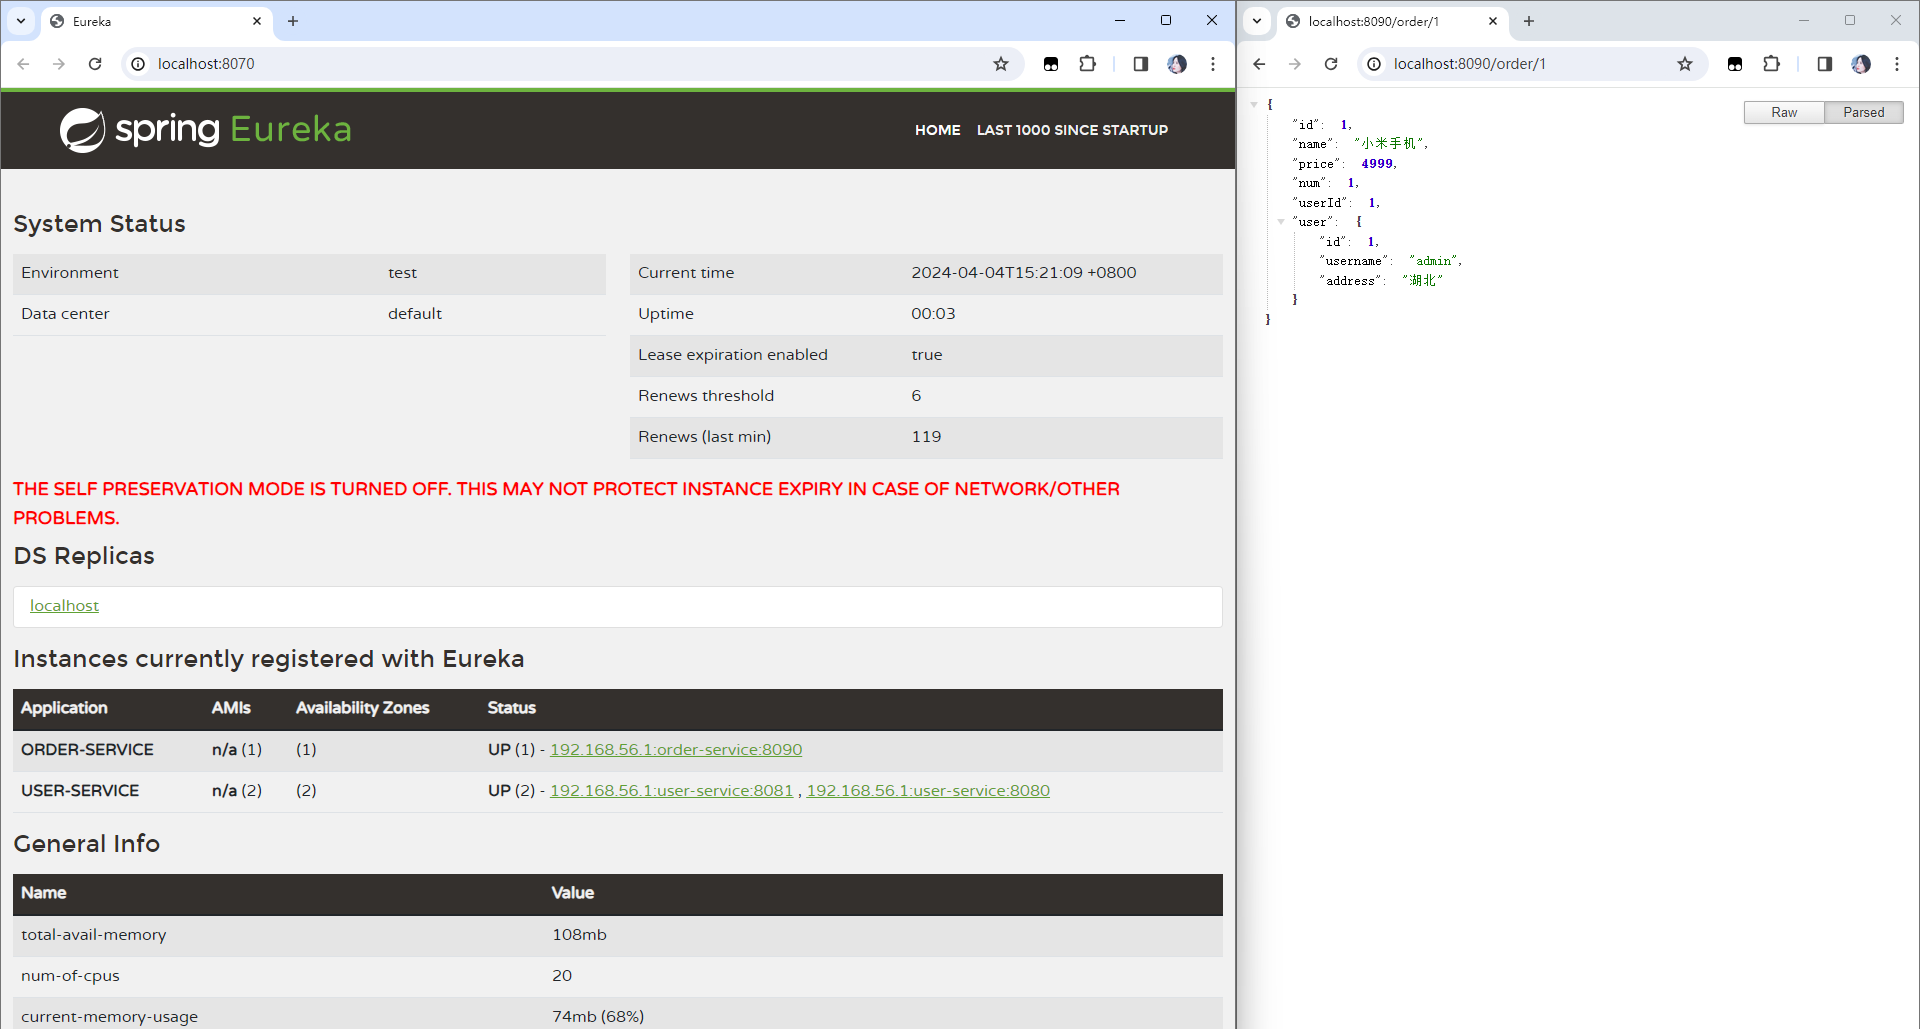 Eureka
localhost:8070
spring Eureka
HOME LAST 1000 SINCE STARTUP
System Status
Environment test
Data center default
Current time 2024-04-04T15:21:09 +0800
Uptime 00:03
Lease expiration enabled true
Renews threshold 6
Renews (last min) 119
THE SELF PRESERVATION MODE IS TURNED OFF. THIS MAY NOT PROTECT INSTANCE EXPIRY IN CASE OF NETWORK/OTHER
PROBLEMS.
DS Replicas
localhost
Instances currently registered with Eureka
Application AMIs Availability Zones Status
ORDER-SERVICE n/a (1) (1) UP (1) - 192.168.56.1:order-service:8090
USER-SERVICE n/a (2) (2) UP (2) - 192.168.56.1:user-service:8081 , 192.168.56.1:user-service:8080
General Info
Name Value
total-avail-memory 108mb
num-of-cpus 20
current-memory-usage 74mb (68%)
localhost:8090/order/1
localhost:8090/order/1
Raw Parsed
{
"id": 1,
"name": "小米手机",
"price": 4999,
"num": 1,
"userId": 1,
"user": {
"id": 1,
"username": "admin",
"address": "湖北"
}
}